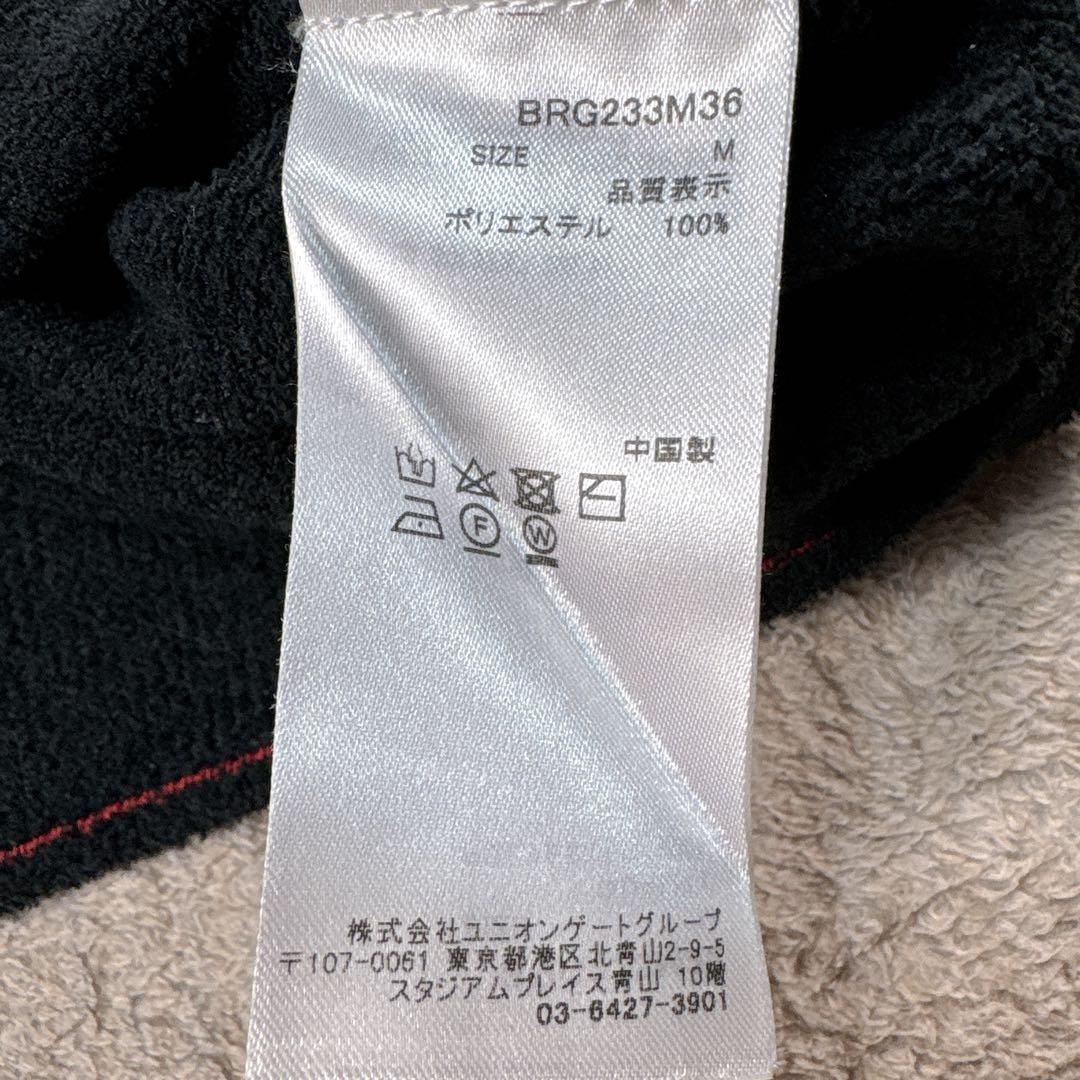 BRG233M36
SIZE M
品質表示
ポリエステル 100%
中国製
F W
株式会社ユニオンゲートグループ
〒107-0061 東京都港区北青山2-9-5
スタジアムプレイス青山 10階
03-6427-3901